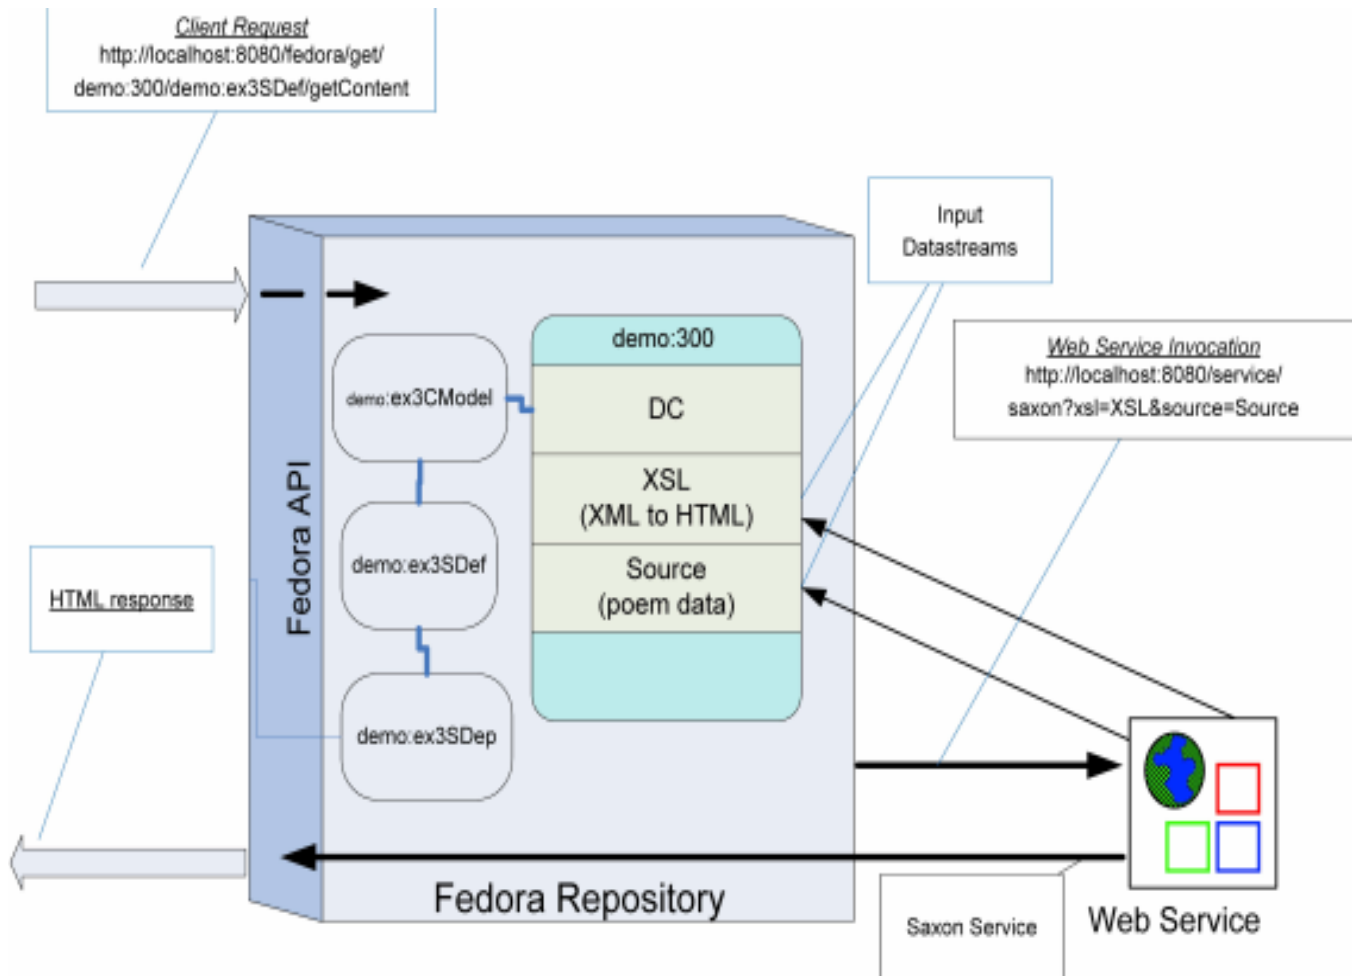 Client Request
http://localhost:8080/fedora/get/
demo:300/demo:ex3SDef/getContent
Input
Datastreams
Web Service Invocation
http://localhost:8080/service/
saxon?xsl=XSL&source=Source
demo:300
DC
XSL
(XML to HTML)
Source
(poem data)
demo:ex3CModel
demo:ex3SDef
demo:ex3SDep
Fedora API
HTML response
Fedora Repository
Saxon Service
Web Service